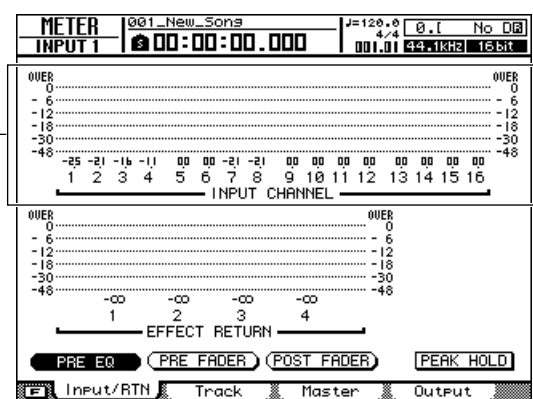 METER 001_New_Song J=120.0 0.[ No D
INPUT 1 S 00:00:00.000 4/4 001.01 44.1kHz 16bit
OVER OVER
0 0
- 6 - 6
-12 -12
-18 -18
-30 -30
-48 -48
-25 -21 -16 -11 00 00 -21 -21 00 00 00 00 00 00 00 00
1 2 3 4 5 6 7 8 9 10 11 12 13 14 15 16
INPUT CHANNEL
OVER OVER
0 0
- 6 - 6
-12 -12
-18 -18
-30 -30
-48 -48
-∞ -∞ -∞ -∞
1 2 3 4
EFFECT RETURN
PRE EQ PRE FADER POST FADER PEAK HOLD
F Input/RTN Track Master Output